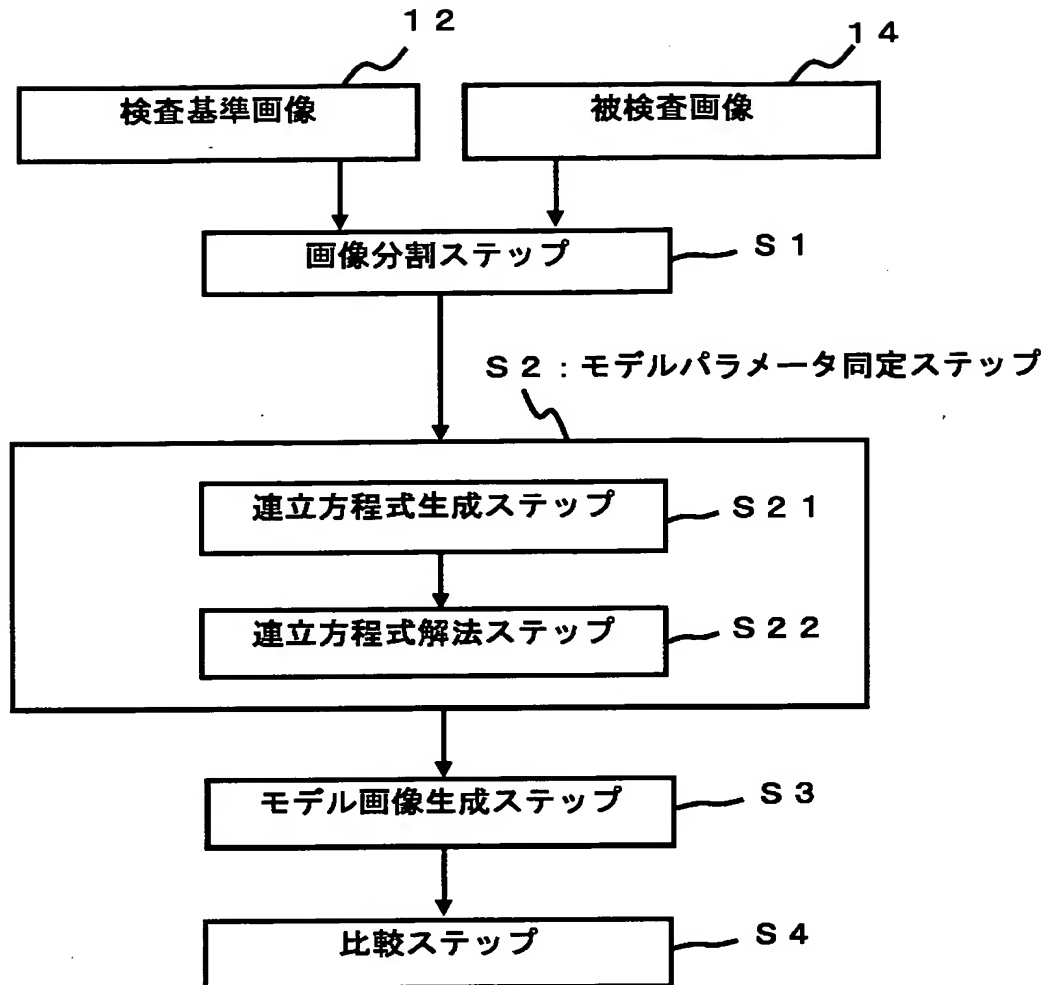 １２
１４
検査基準画像
被検査画像
画像分割ステップ
Ｓ１
Ｓ２：モデルパラメータ同定ステップ
連立方程式生成ステップ
Ｓ２１
連立方程式解法ステップ
Ｓ２２
モデル画像生成ステップ
Ｓ３
比較ステップ
Ｓ４